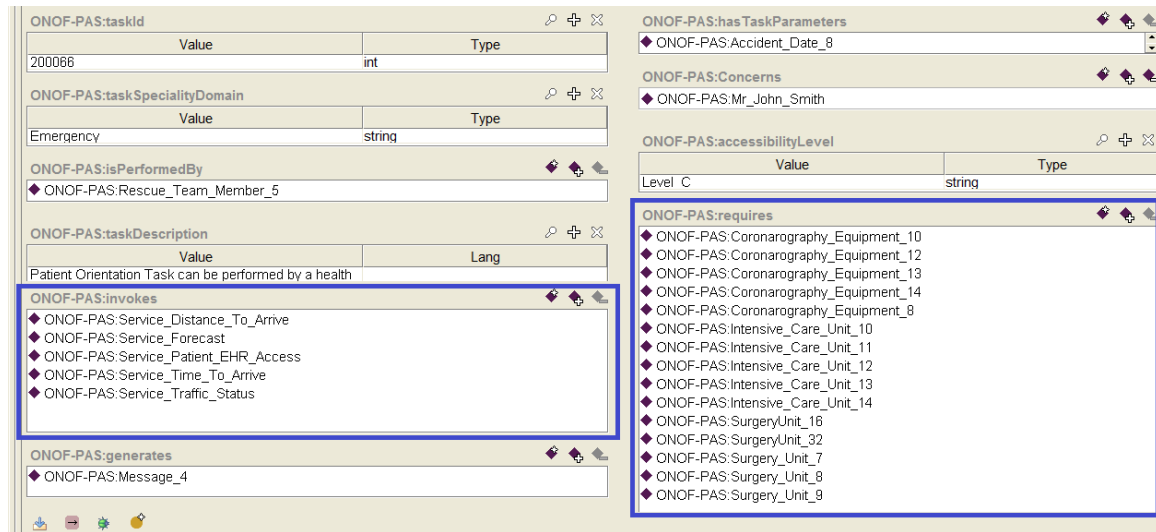 ONOF-PAS:taskId
Value Type
200066 int
ONOF-PAS:taskSpecialityDomain
Value Type
Emergency string
ONOF-PAS:isPerformedBy
ONOF-PAS:Rescue_Team_Member_5
ONOF-PAS:taskDescription
Value Lang
Patient Orientation Task can be performed by a health
ONOF-PAS:invokes
ONOF-PAS:Service_Distance_To_Arrive
ONOF-PAS:Service_Forecast
ONOF-PAS:Service_Patient_EHR_Access
ONOF-PAS:Service_Time_To_Arrive
ONOF-PAS:Service_Traffic_Status
ONOF-PAS:generates
ONOF-PAS:Message_4
ONOF-PAS:hasTaskParameters
ONOF-PAS:Accident_Date_8
ONOF-PAS:Concerns
ONOF-PAS:Mr_John_Smith
ONOF-PAS:accessibilityLevel
Value Type
Level C string
ONOF-PAS:requires
ONOF-PAS:Coronarography_Equipment_10
ONOF-PAS:Coronarography_Equipment_12
ONOF-PAS:Coronarography_Equipment_13
ONOF-PAS:Coronarography_Equipment_14
ONOF-PAS:Coronarography_Equipment_8
ONOF-PAS:Intensive_Care_Unit_10
ONOF-PAS:Intensive_Care_Unit_11
ONOF-PAS:Intensive_Care_Unit_12
ONOF-PAS:Intensive_Care_Unit_13
ONOF-PAS:Intensive_Care_Unit_14
ONOF-PAS:SurgeryUnit_16
ONOF-PAS:SurgeryUnit_32
ONOF-PAS:Surgery_Unit_7
ONOF-PAS:Surgery_Unit_8
ONOF-PAS:Surgery_Unit_9